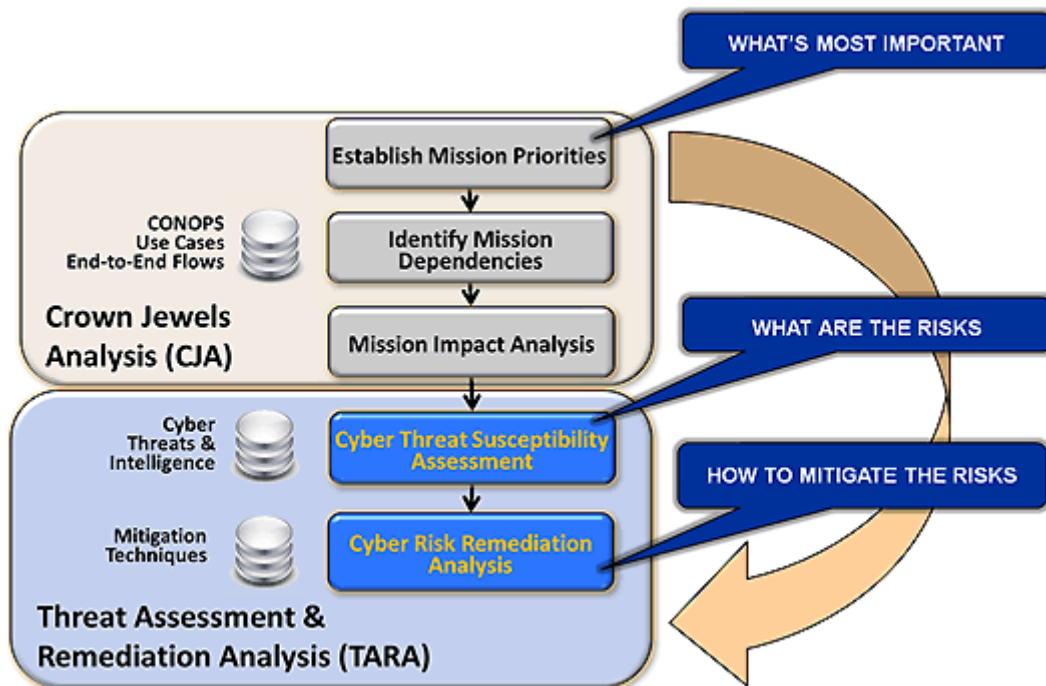 WHAT'S MOST IMPORTANT
Establish Mission Priorities
CONOPS
Use Cases
End-to-End Flows
Identify Mission
Dependencies
Crown Jewels
Analysis (CJA)
Mission Impact Analysis
WHAT ARE THE RISKS
Cyber
Threats &
Intelligence
Cyber Threat Susceptibility
Assessment
HOW TO MITIGATE THE RISKS
Mitigation
Techniques
Cyber Risk Remediation
Analysis
Threat Assessment &
Remediation Analysis (TARA)